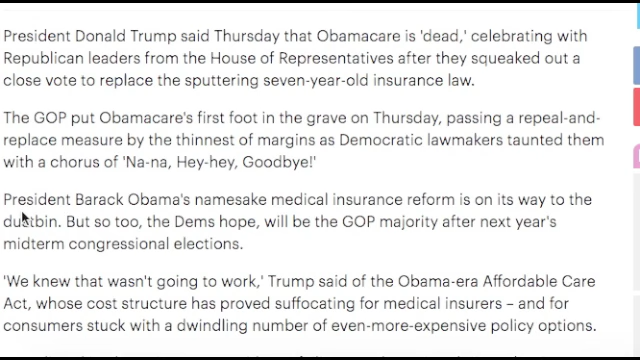 President Donald Trump said Thursday that Obamacare is 'dead,' celebrating with
Republican leaders from the House of Representatives after they squeaked out a
close vote to replace the sputtering seven-year-old insurance law.
The GOP put Obamacare's first foot in the grave on Thursday, passing a repeal-and-
replace measure by the thinnest of margins as Democratic lawmakers taunted them
with a chorus of 'Na-na, Hey-hey, Goodbye!'
President Barack Obama's namesake medical insurance reform is on its way to the
dustbin. But so too, the Dems hope, will be the GOP majority after next year's
midterm congressional elections.
'We knew that wasn't going to work,' Trump said of the Obama-era Affordable Care
Act, whose cost structure has proved suffocating for medical insurers – and for
consumers stuck with a dwindling number of even-more-expensive policy options.